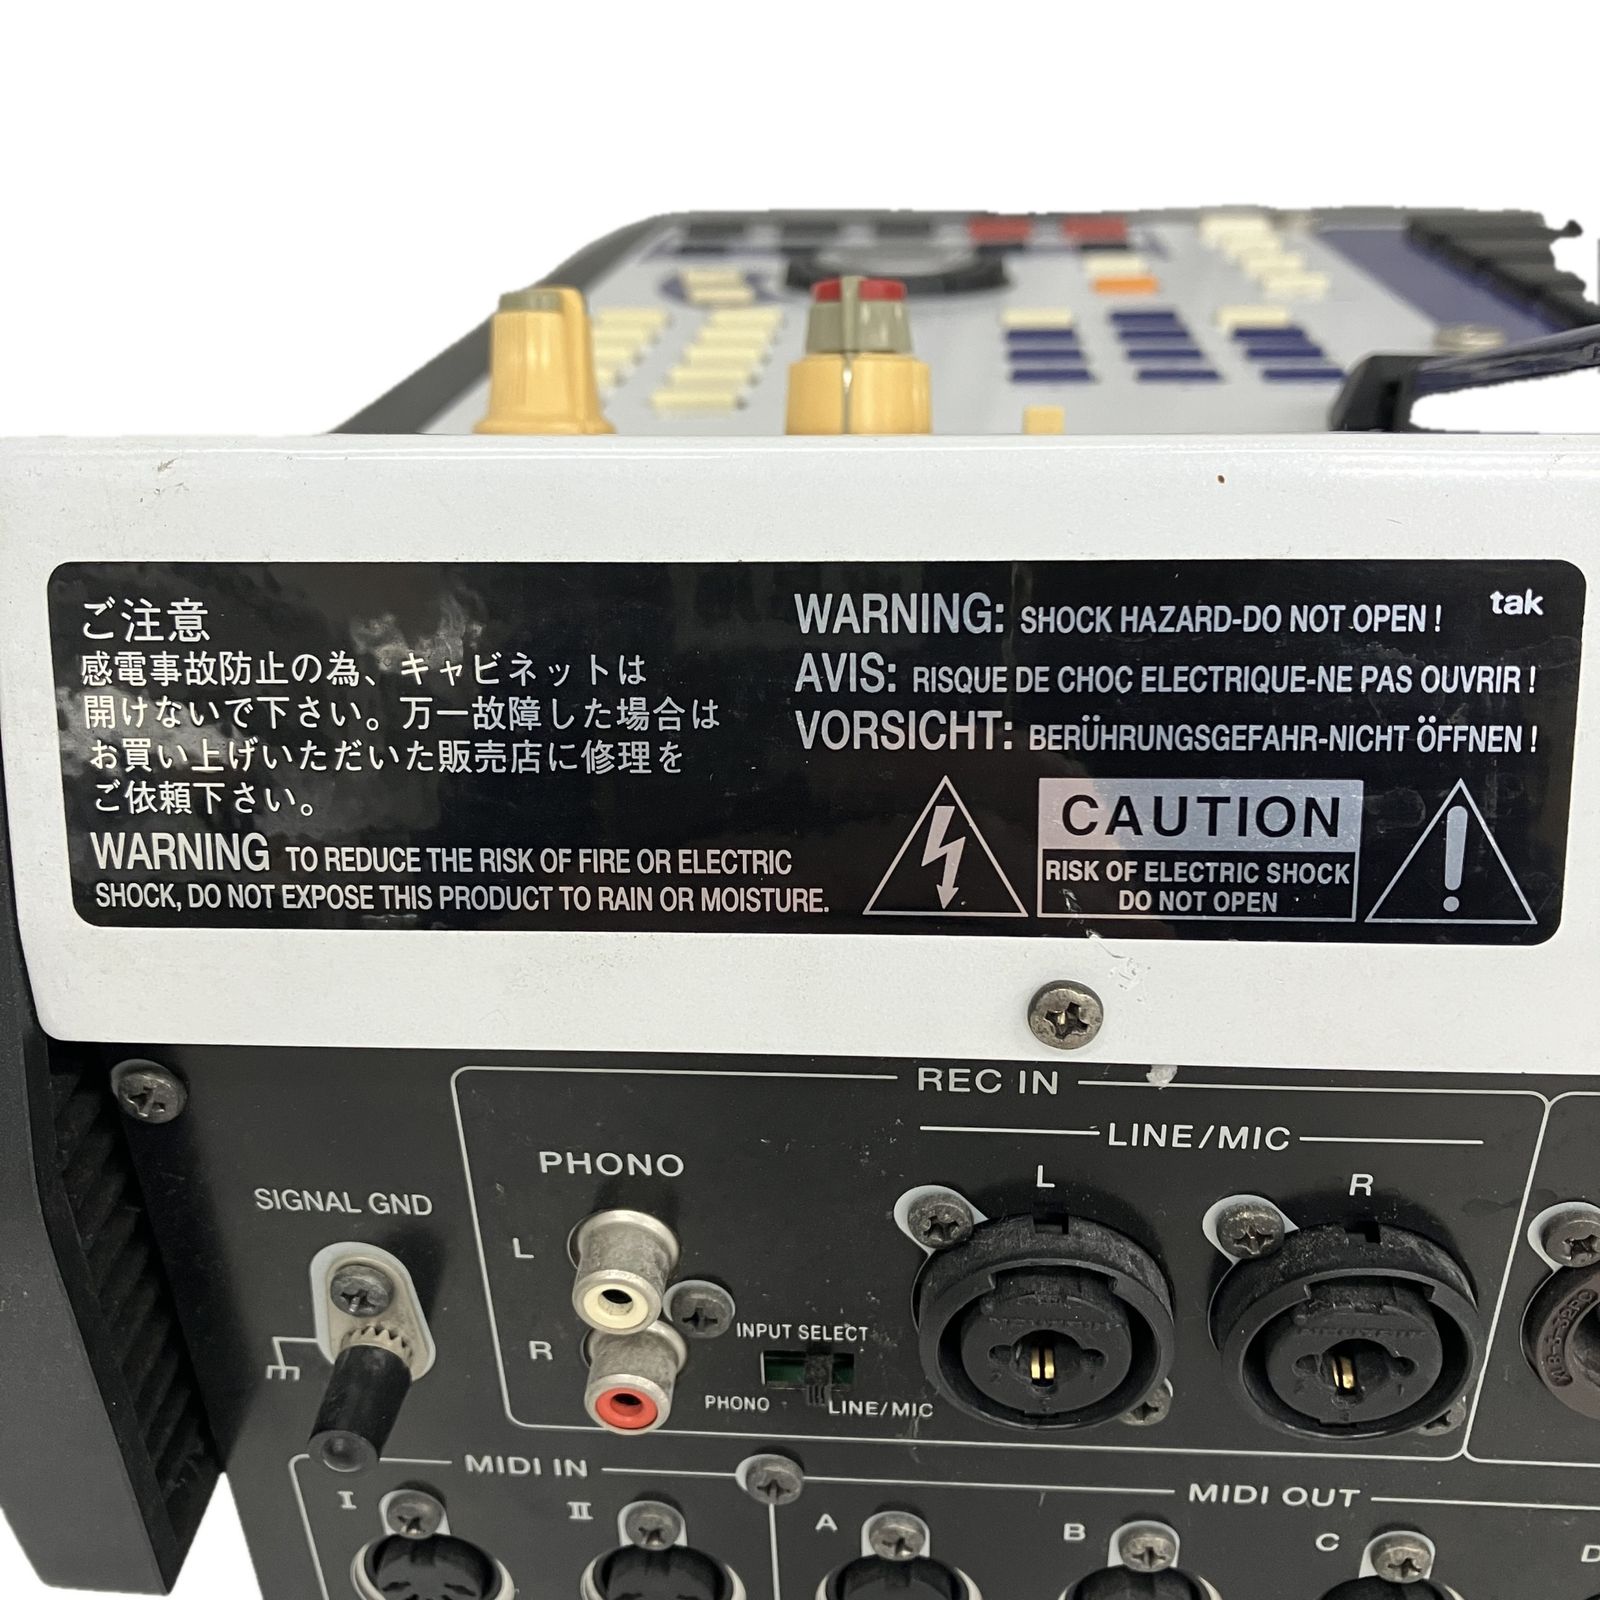 ご注意
感電事故防止の為、キャビネットは
開けないで下さい。万一故障した場合は
お買い上げいただいた販売店に修理を
ご依頼下さい。
WARNING TO REDUCE THE RISK OF FIRE OR ELECTRIC
SHOCK, DO NOT EXPOSE THIS PRODUCT TO RAIN OR MOISTURE.
WARNING: SHOCK HAZARD-DO NOT OPEN !
tak
AVIS: RISQUE DE CHOC ELECTRIQUE-NE PAS OUVRIR !
VORSICHT: BERÜHRUNGSGEFAHR-NICHT ÖFFNEN !
CAUTION
RISK OF ELECTRIC SHOCK
DO NOT OPEN
REC IN
LINE/MIC
PHONO
L
R
SIGNAL GND
L
R
INPUT SELECT
PHONO
LINE/MIC
NEUTRIK
NEUTRIK
MIDI IN
I
II
MIDI OUT
A
B
C
D